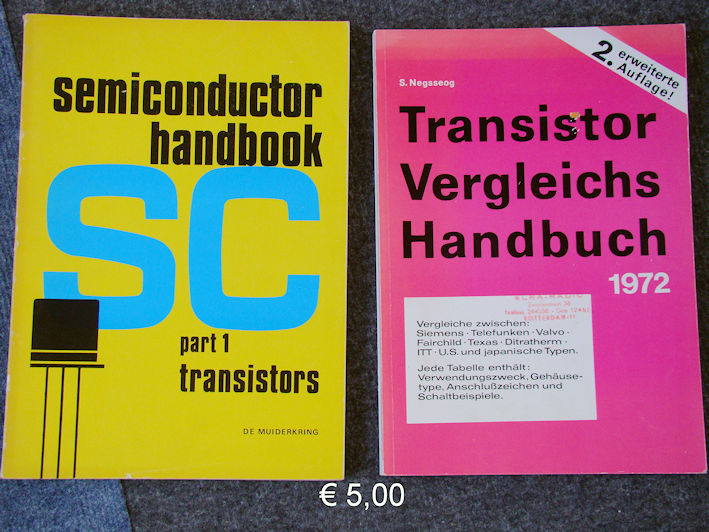 semiconductor
handbook
SC
part 1
transistors
DE MUIDERKRING
2. erweiterte
Auflage!
S. Negsseog
Transistor
Vergleichs
Handbuch
1972
ROTTERDAM-11
Vergleiche zwischen:
Siemens · Telefunken · Valvo ·
Fairchild · Texas · Ditratherm ·
ITT · U.S. und japanische Typen.
Jede Tabelle enthält:
Verwendungszweck, Gehäuse-
type, Anschlußzeichen und
Schaltbeispiele.
€ 5,00